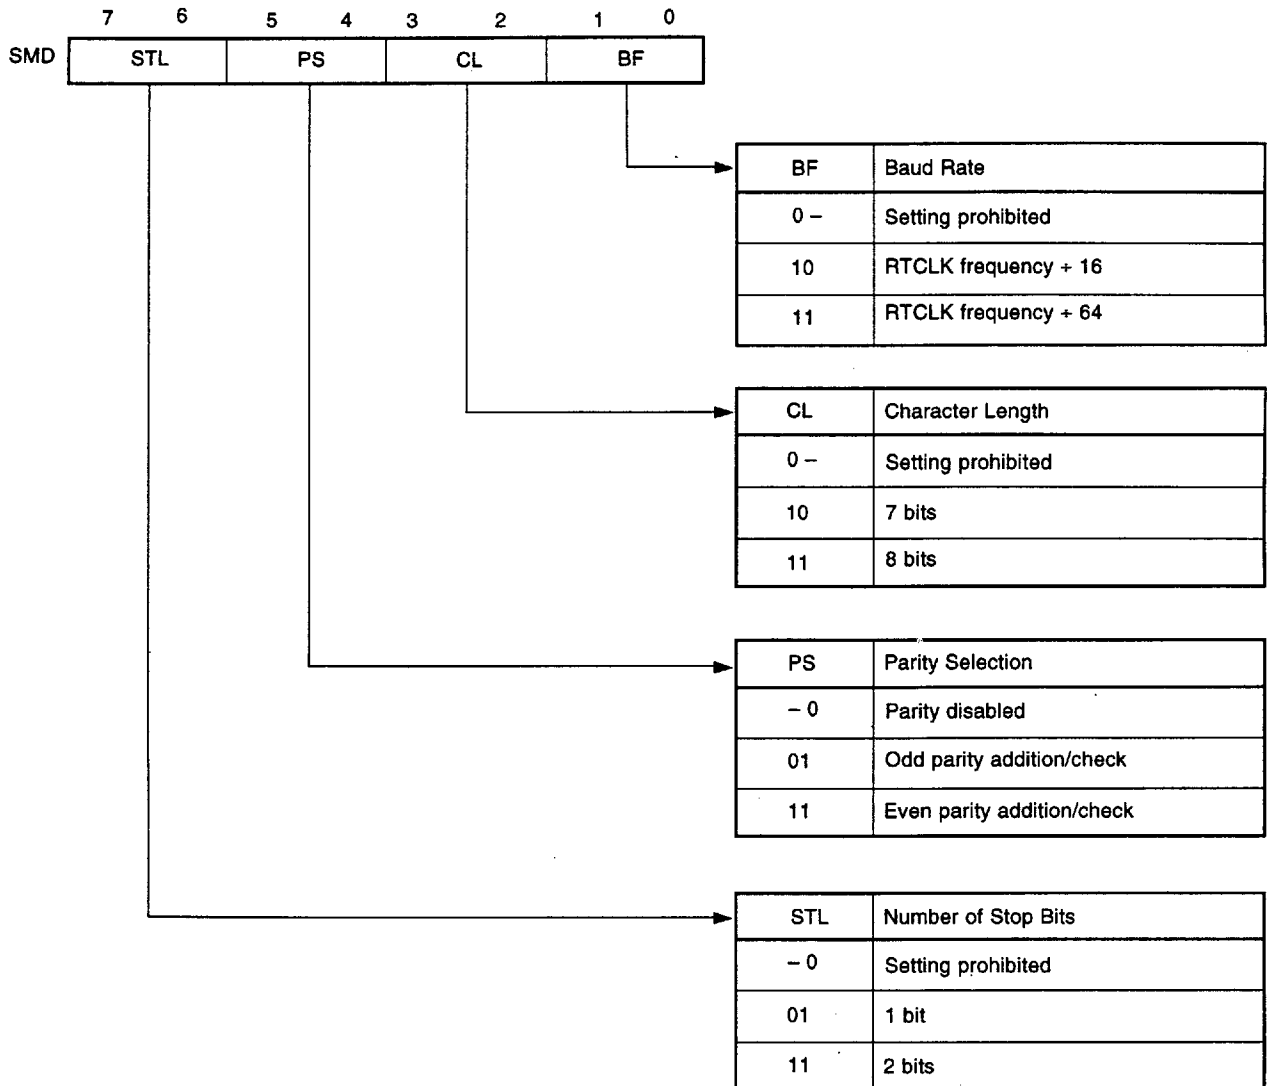 7 6 5 4 3 2 1 0
SMD STL PS CL BF
BF Baud Rate
0 – Setting prohibited
10 RTCLK frequency ÷ 16
11 RTCLK frequency ÷ 64
CL Character Length
0 – Setting prohibited
10 7 bits
11 8 bits
PS Parity Selection
– 0 Parity disabled
01 Odd parity addition/check
11 Even parity addition/check
STL Number of Stop Bits
– 0 Setting prohibited
01 1 bit
11 2 bits